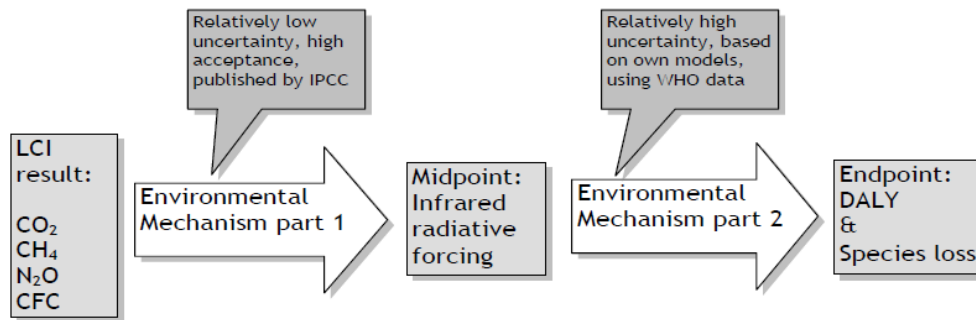 Relatively low
uncertainty, high
acceptance,
published by IPCC
Relatively high
uncertainty, based
on own models,
using WHO data
LCI
result:
CO₂
CH₄
N₂O
CFC
Environmental
Mechanism part 1
Midpoint:
Infrared
radiative
forcing
Environmental
Mechanism part 2
Endpoint:
DALY
&
Species loss